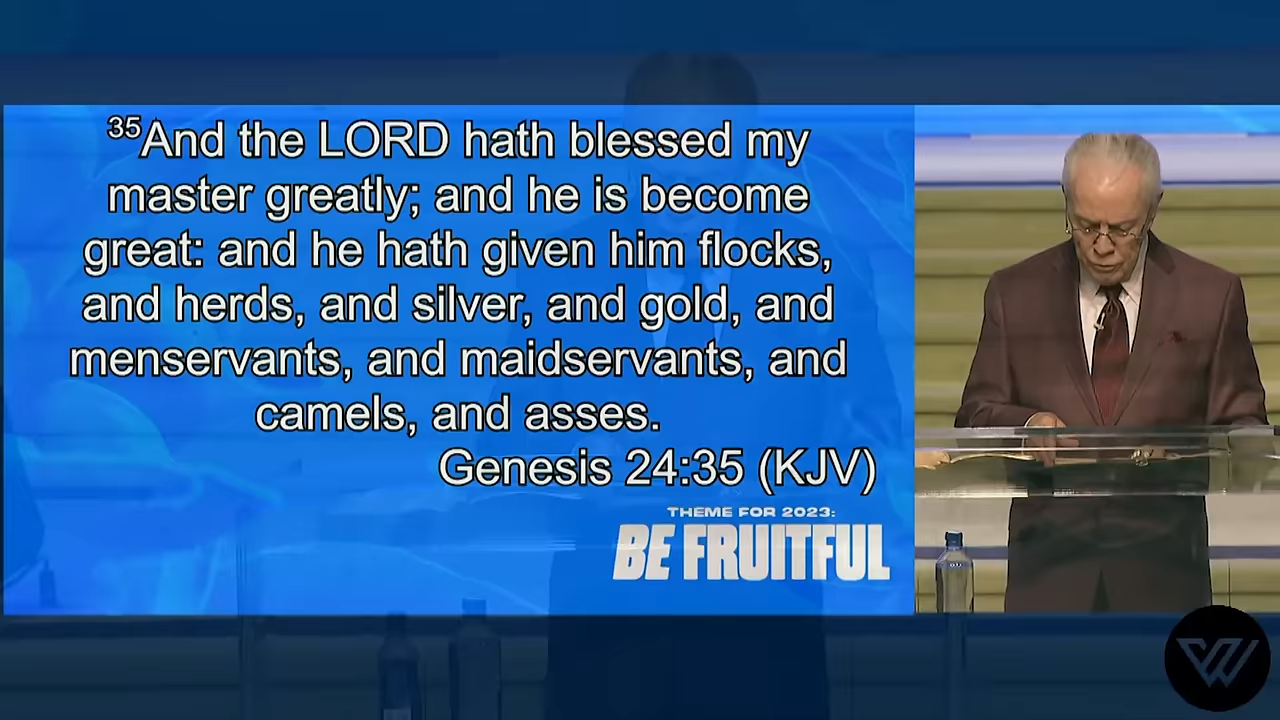 35And the LORD hath blessed my
master greatly; and he is become
great: and he hath given him flocks,
and herds, and silver, and gold, and
menservants, and maidservants, and
camels, and asses.
Genesis 24:35 (KJV)
THEME FOR 2023:
BE FRUITFUL